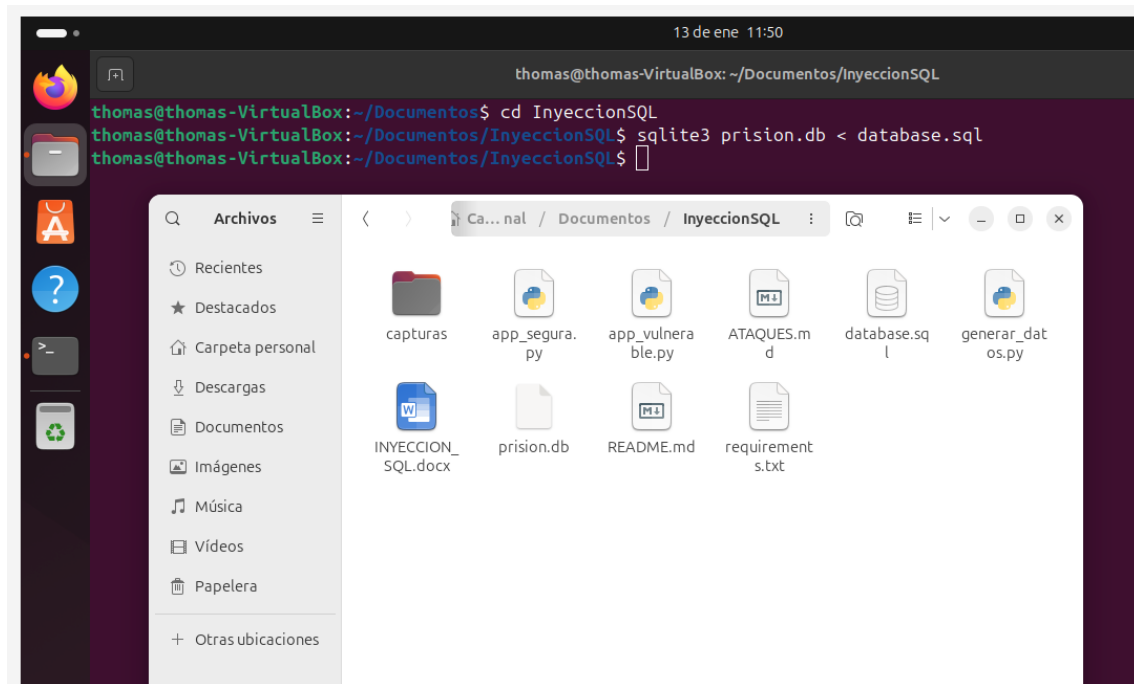 13 de ene 11:50
thomas@thomas-VirtualBox: ~/Documentos/InyeccionSQL
thomas@thomas-VirtualBox:~/Documentos$ cd InyeccionSQL
thomas@thomas-VirtualBox:~/Documentos/InyeccionSQL$ sqlite3 prision.db < database.sql
thomas@thomas-VirtualBox:~/Documentos/InyeccionSQL$
Archivos
Ca... nal / Documentos / InyeccionSQL
Recientes
Destacados
Carpeta personal
Descargas
Documentos
Imágenes
Música
Vídeos
Papelera
+ Otras ubicaciones
capturas
app_segura.
py
app_vulnera
ble.py
ATAQUES.m
d
database.sq
l
generar_dat
os.py
INYECCION_
SQL.docx
prision.db
README.md
requirement
s.txt